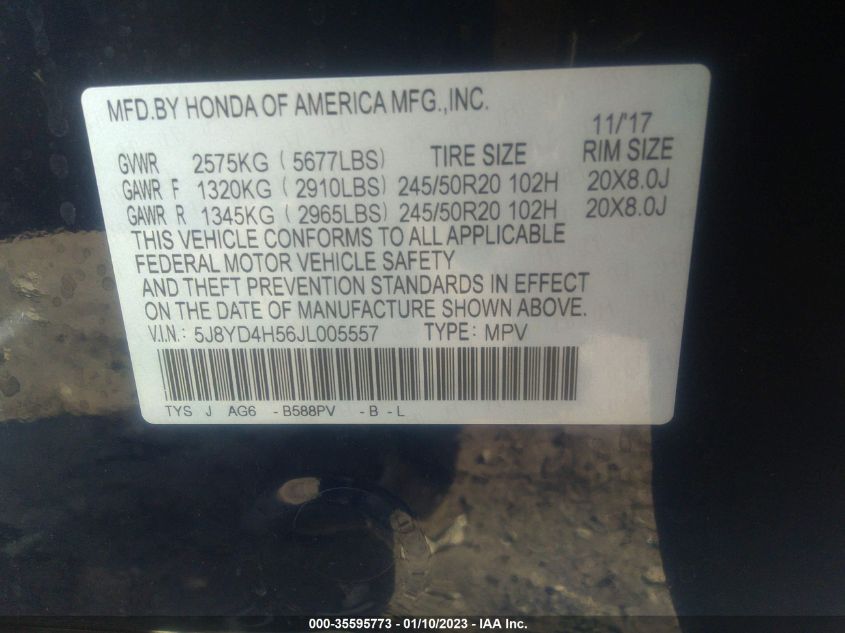 MFD.BY HONDA OF AMERICA MFG.,INC.
11/'17
GVWR 2575KG ( 5677LBS) TIRE SIZE RIM SIZE
GAWR F 1320KG ( 2910LBS) 245/50R20 102H 20X8.0J
GAWR R 1345KG ( 2965LBS) 245/50R20 102H 20X8.0J
THIS VEHICLE CONFORMS TO ALL APPLICABLE
FEDERAL MOTOR VEHICLE SAFETY
AND THEFT PREVENTION STANDARDS IN EFFECT
ON THE DATE OF MANUFACTURE SHOWN ABOVE.
V.I.N.: 5J8YD4H56JL005557 TYPE: MPV
TYS J AG6 -B588PV -B -L
000-35595773 — 01/10/2023 — IAA Inc.